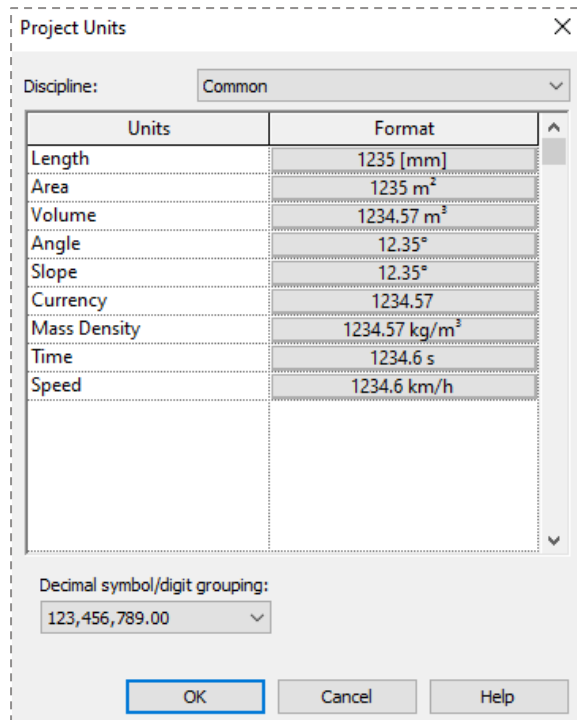 Project Units
Discipline: Common
Units Format
Length 1235 [mm]
Area 1235 m²
Volume 1234.57 m³
Angle 12.35°
Slope 12.35°
Currency 1234.57
Mass Density 1234.57 kg/m³
Time 1234.6 s
Speed 1234.6 km/h
Decimal symbol/digit grouping:
123,456,789.00
OK Cancel Help